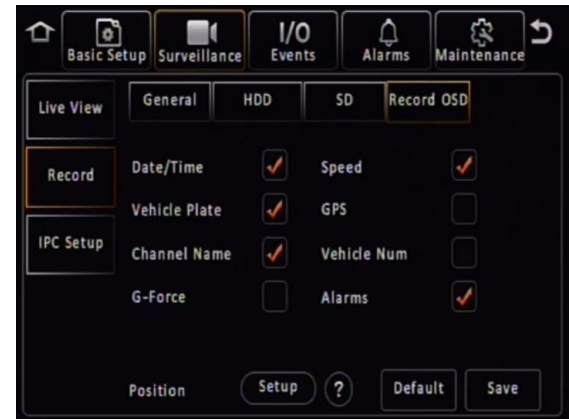 Basic Setup Surveillance I/O Events Alarms Maintenance
Live View
Record
IPC Setup
General HDD SD Record OSD
Date/Time Speed
Vehicle Plate GPS
Channel Name Vehicle Num
G-Force Alarms
Position Setup ? Default Save